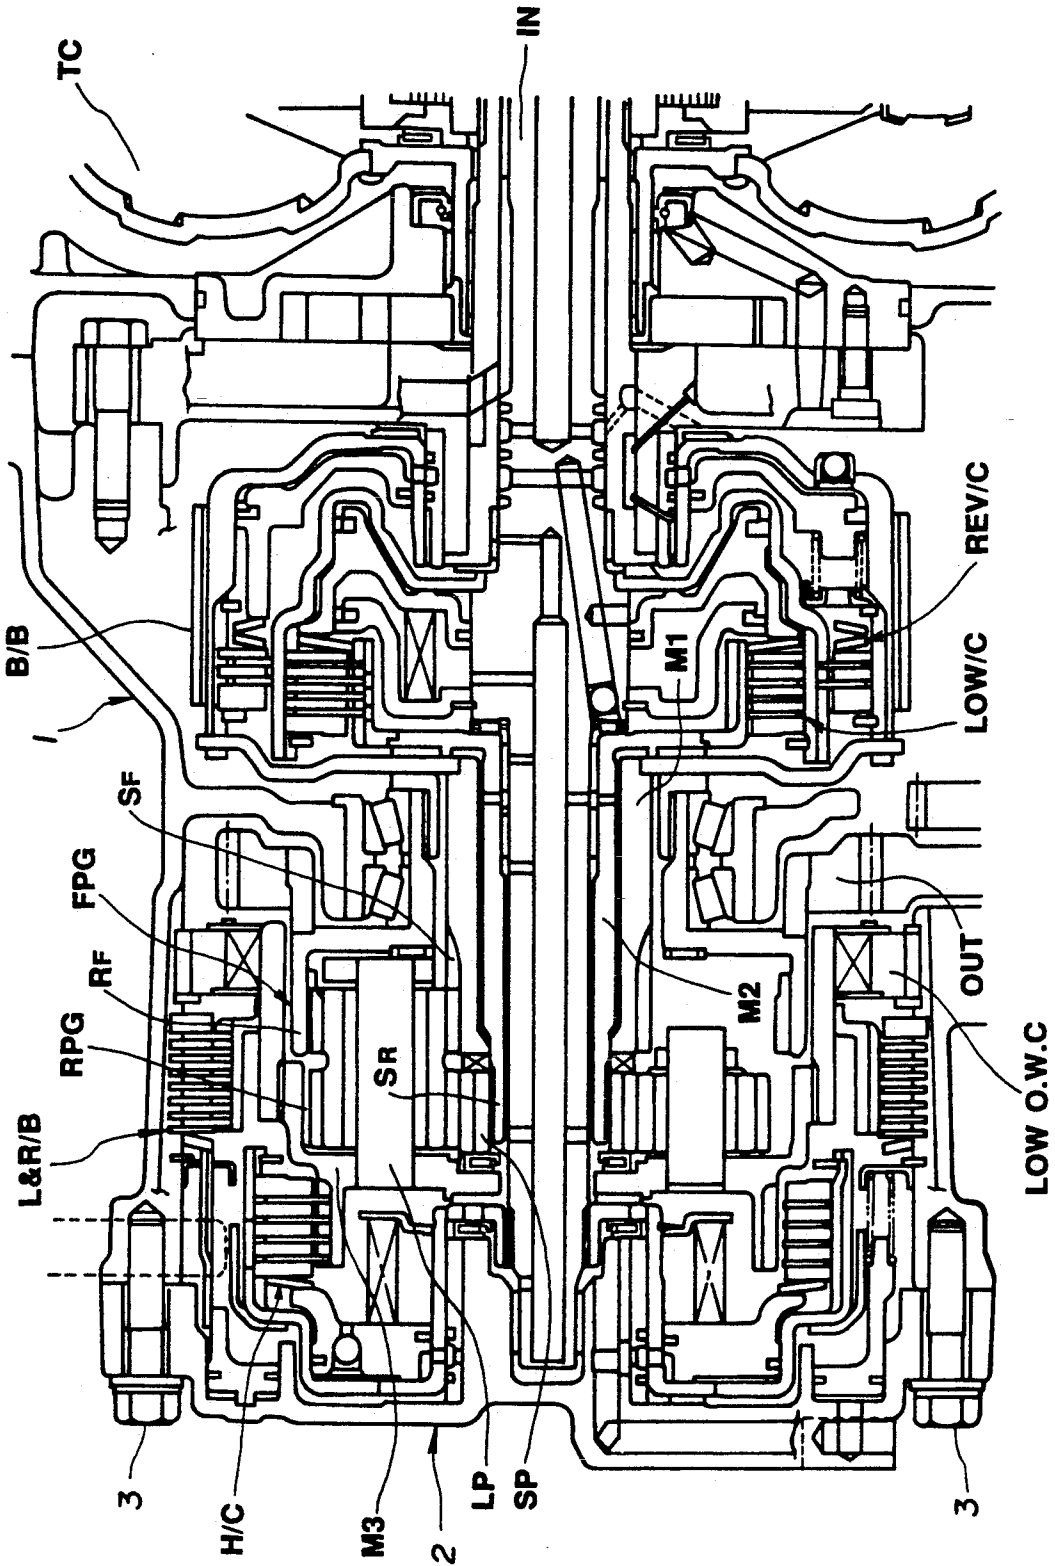 TC
IN
B/B
1
SF
FPG
RF
RPG
L&R/B
SR
M1
M2
REV/C
LOW/C
OUT
LOW O.W.C
3
H/C
M3
2
LP
SP
3